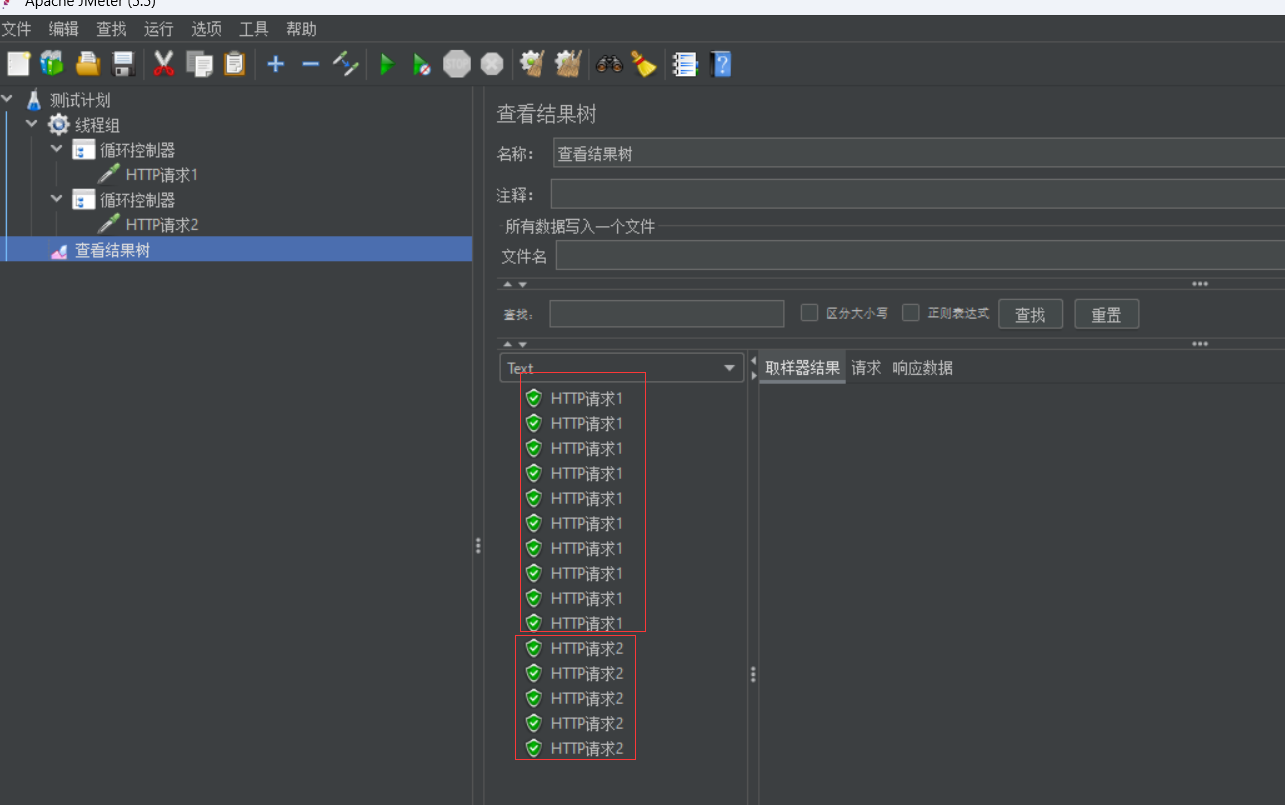 Apache JMeter (5.5)
文件 编辑 查找 运行 选项 工具 帮助
STOP
测试计划
线程组
循环控制器
HTTP请求1
循环控制器
HTTP请求2
查看结果树
查看结果树
名称： 查看结果树
注释：
所有数据写入一个文件
文件名
查找: 区分大小写 正则表达式 查找 重置
Text
取样器结果 请求 响应数据
HTTP请求1
HTTP请求1
HTTP请求1
HTTP请求1
HTTP请求1
HTTP请求1
HTTP请求1
HTTP请求1
HTTP请求1
HTTP请求1
HTTP请求2
HTTP请求2
HTTP请求2
HTTP请求2
HTTP请求2